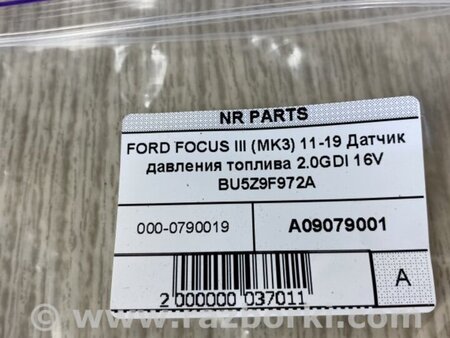 NR PARTS
FORD FOCUS III (MK3) 11-19 Датчик
давления топлива 2.0GDI 16V
BU5Z9F972A
000-0790019
A09079001
2 000000 037011
A
© www.razborki.com